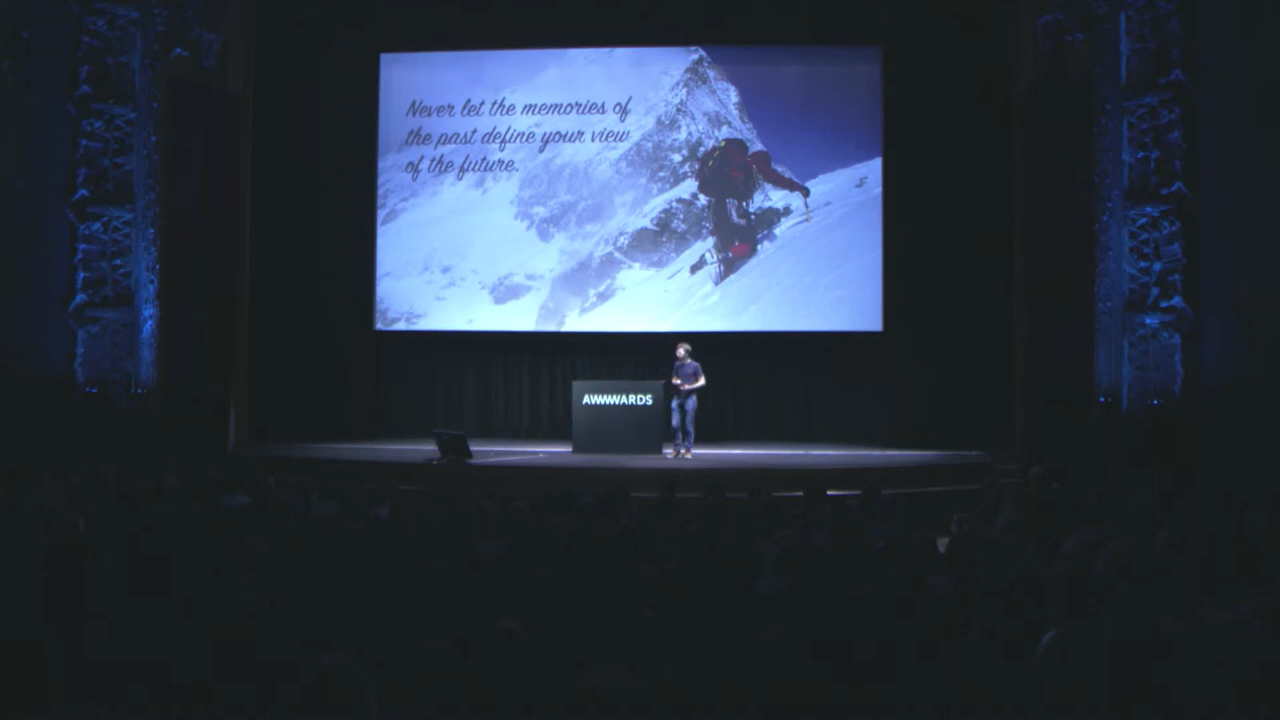 Never let the memories of
the past define your view
of the future.
AWWWARDS